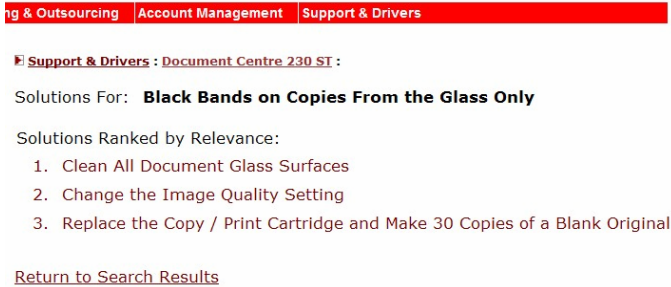 ng & Outsourcing Account Management Support & Drivers
Support & Drivers : Document Centre 230 ST :
Solutions For: Black Bands on Copies From the Glass Only
Solutions Ranked by Relevance:
1. Clean All Document Glass Surfaces
2. Change the Image Quality Setting
3. Replace the Copy / Print Cartridge and Make 30 Copies of a Blank Original
Return to Search Results